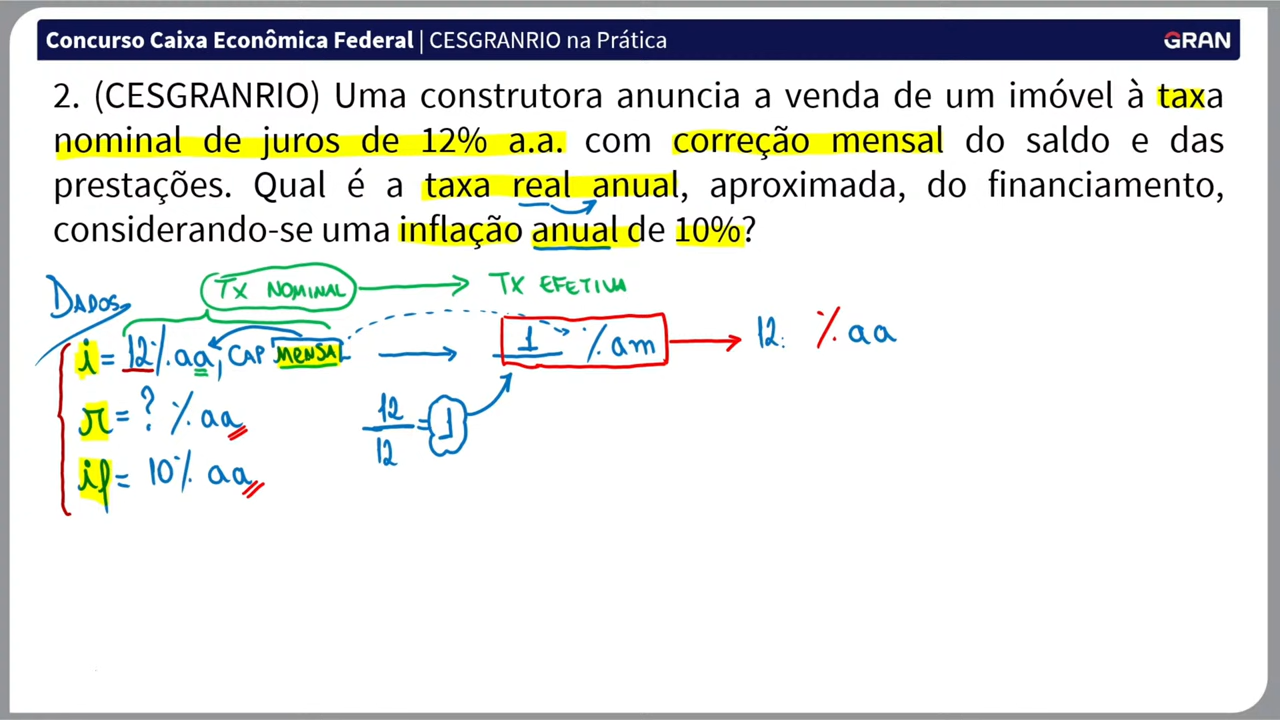 Concurso Caixa Econômica Federal | CESGRANRIO na Prática
GRAN
2. (CESGRANRIO) Uma construtora anuncia a venda de um imóvel à taxa
nominal de juros de 12% a.a. com correção mensal do saldo e das
prestações. Qual é a taxa real anual, aproximada, do financiamento,
considerando-se uma inflação anual de 10%?
DADOS
TX NOMINAL → TX EFETIVA
i = 12% aa, CAP MENSAL → 1 % am → 12. % aa
r = ? % aa
12/12 = 1
if = 10% aa